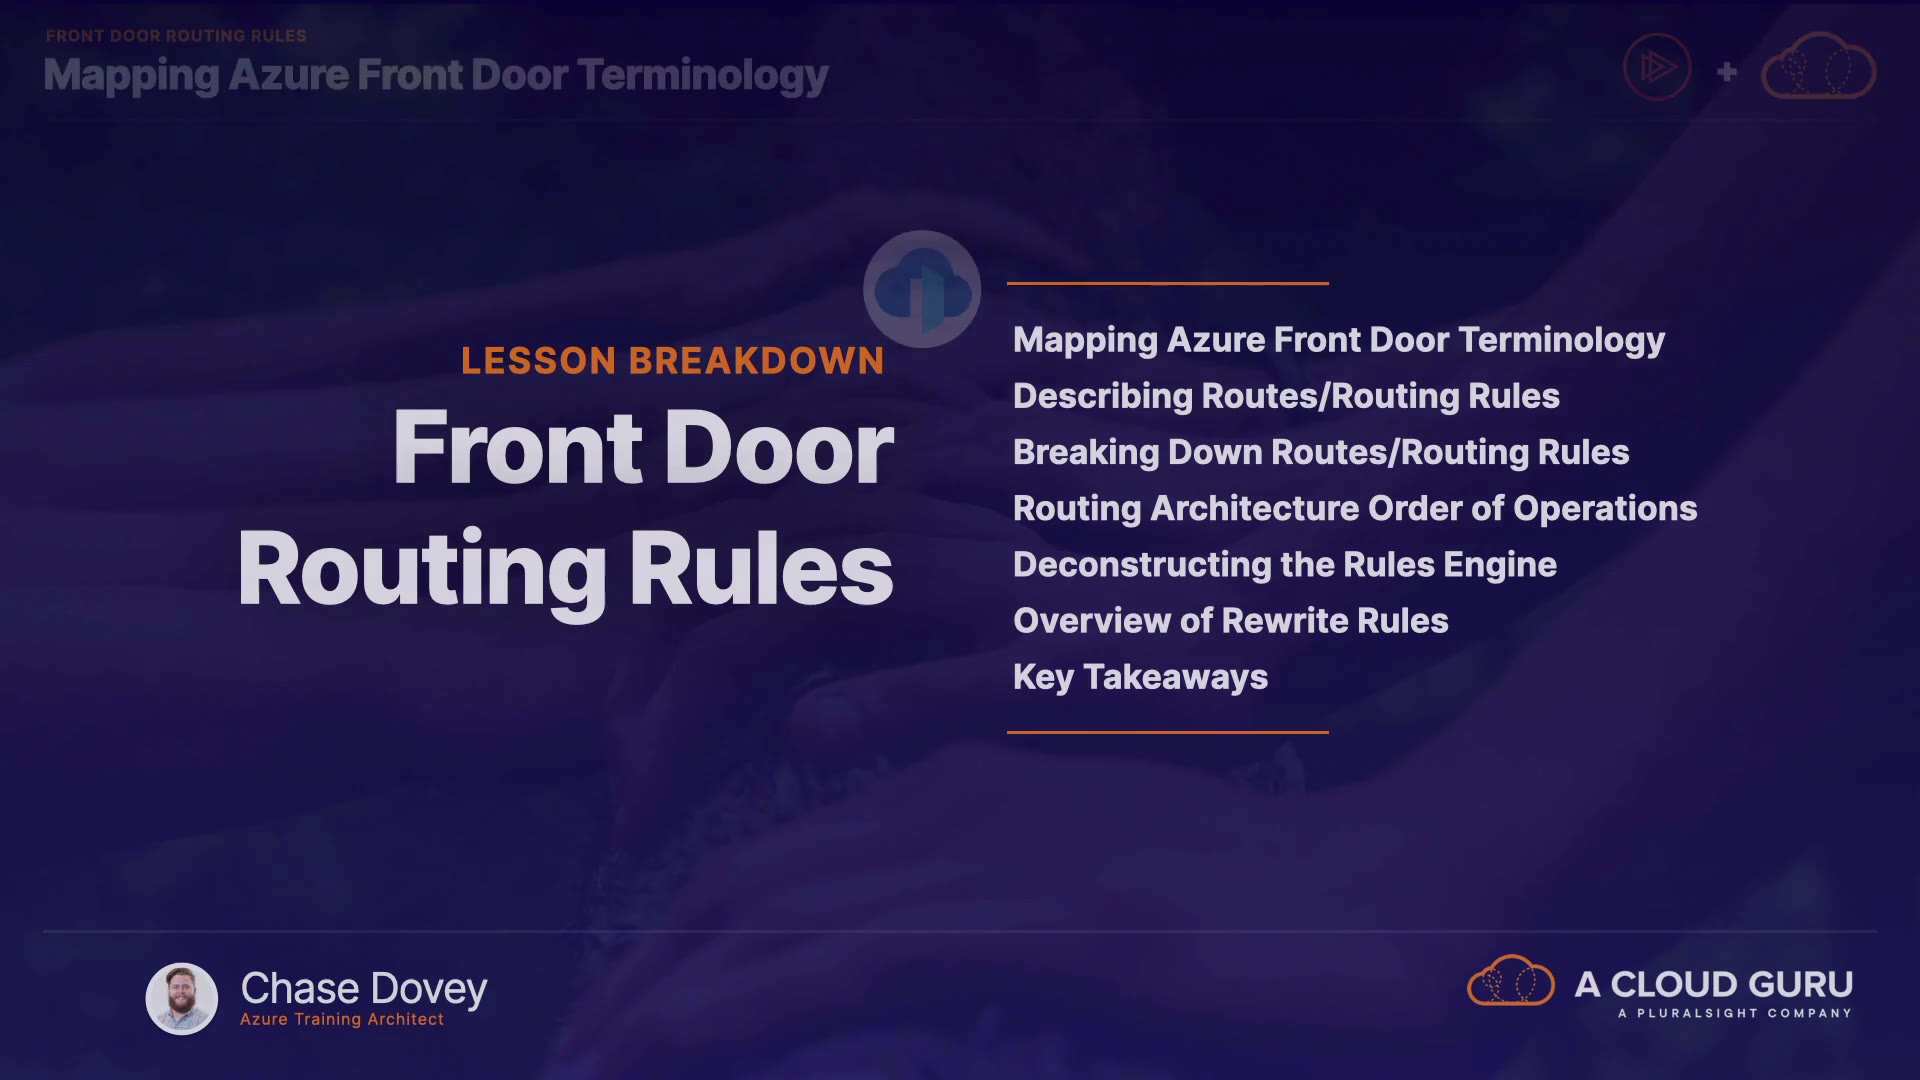 FRONT DOOR ROUTING RULES
Mapping Azure Front Door Terminology
LESSON BREAKDOWN
Front Door
Routing Rules
Mapping Azure Front Door Terminology
Describing Routes/Routing Rules
Breaking Down Routes/Routing Rules
Routing Architecture Order of Operations
Deconstructing the Rules Engine
Overview of Rewrite Rules
Key Takeaways
Chase Dovey
Azure Training Architect
A CLOUD GURU
A PLURALSIGHT COMPANY